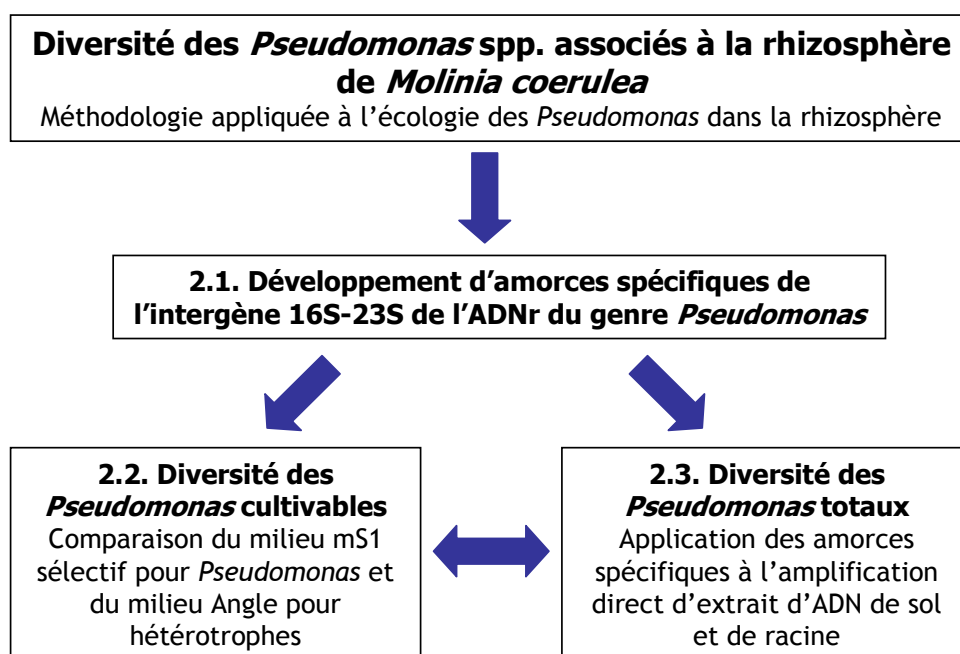 Diversité des Pseudomonas spp. associés à la rhizosphère
de Molinia coerulea
Méthodologie appliquée à l'écologie des Pseudomonas dans la rhizosphère
2.1. Développement d'amorces spécifiques de
l'intergène 16S-23S de l'ADNr du genre Pseudomonas
2.2. Diversité des
Pseudomonas cultivables
Comparaison du milieu mS1
sélectif pour Pseudomonas et
du milieu Angle pour
hétérotrophes
2.3. Diversité des
Pseudomonas totaux
Application des amorces
spécifiques à l'amplification
direct d'extrait d'ADN de sol
et de racine